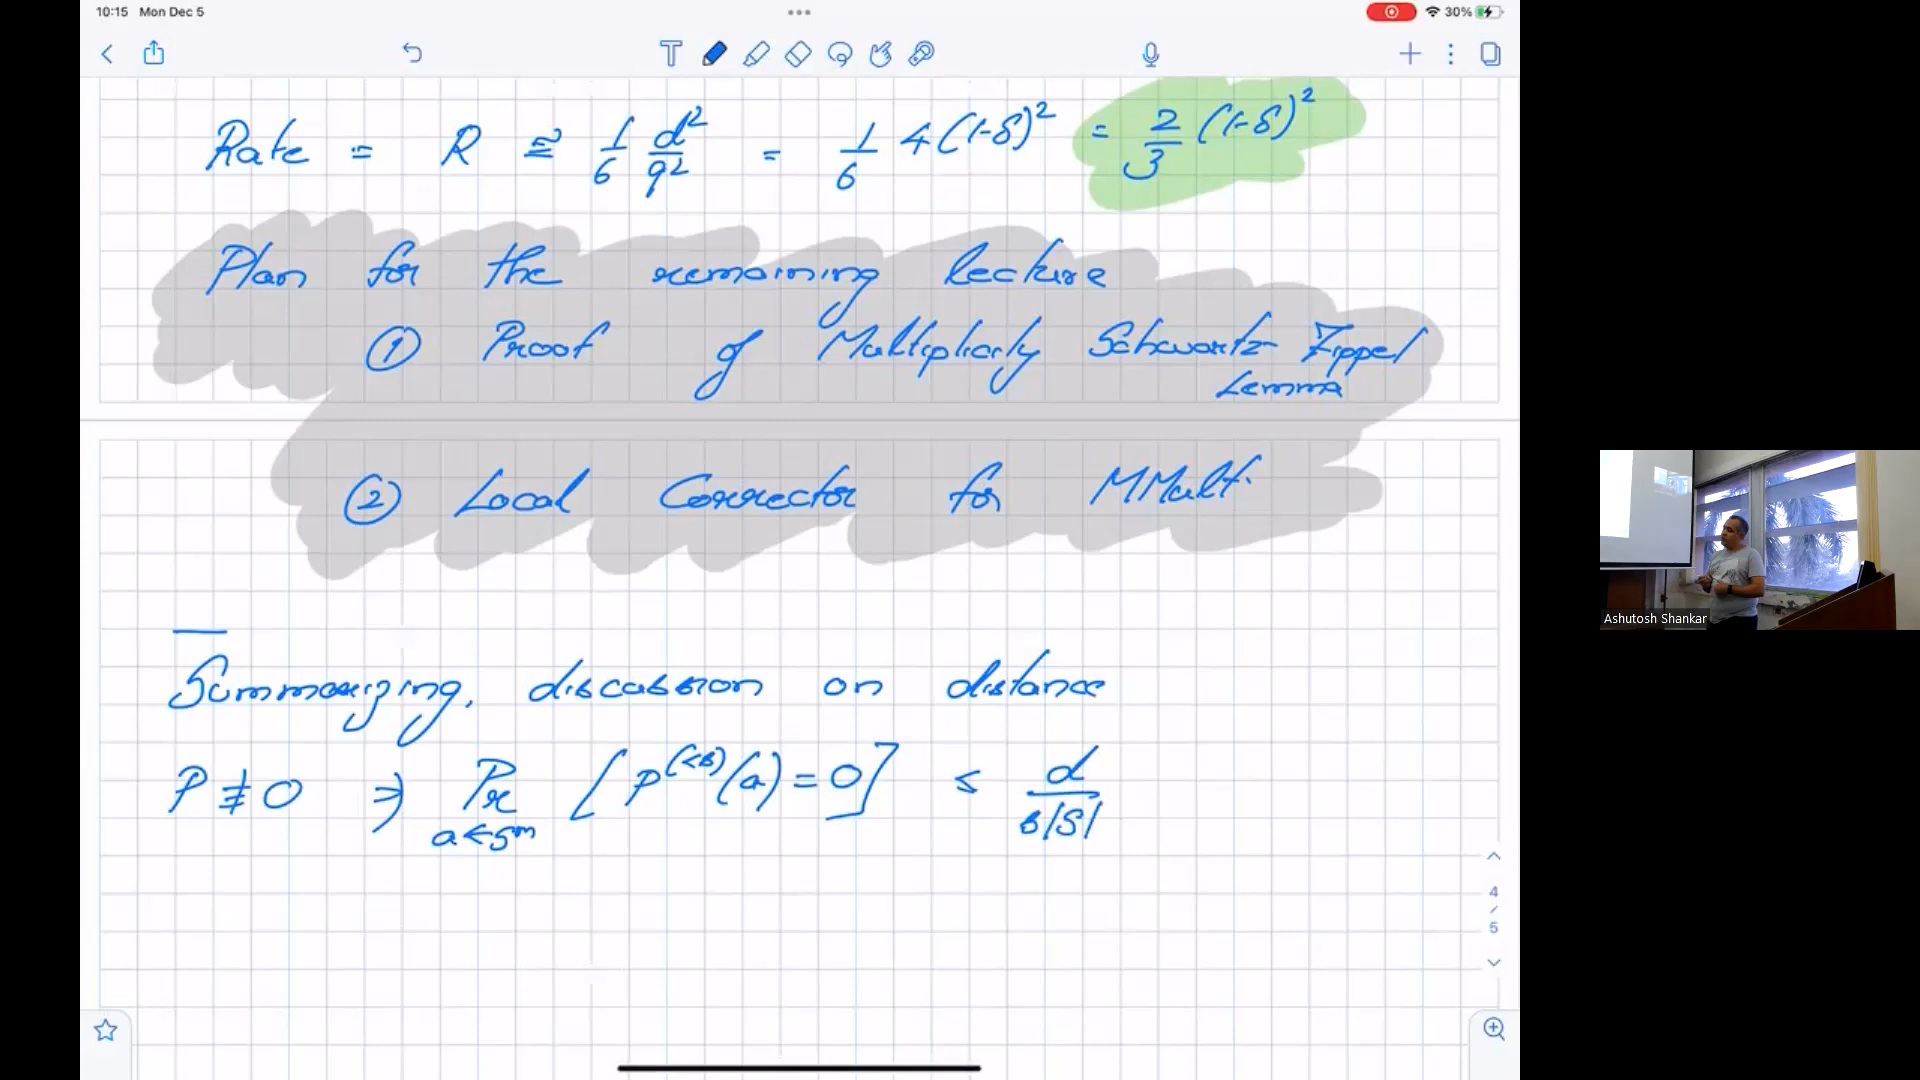 10:15 Mon Dec 5
30%
Rate = R ≅ 1/6 d²/q² = 1/6 4(1-δ)² = 2/3 (1-δ)²
Plan for the remaining lecture
① Proof of Multiplicity Schwartz-Zippel
Lemma
② Local Corrector for MMult.
Ashutosh Shankar
Summarizing, discussion on distance
P ≢ 0 ⇒ Pr [P^(<s)(a) = 0] ≤ d
a←S^m s|S|
4
/
5